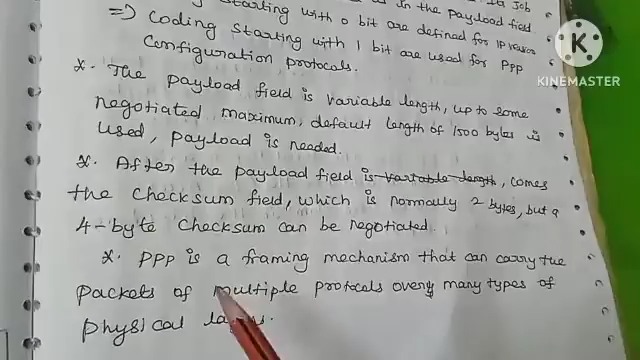 starting with 0 bit are defined for IP version
=> Coding starting with 1 bit are used for PPP
Configuration protocols.
*. The payload field is variable length, up to some
negotiated maximum, default length of 1500 bytes is
used, payload is needed.
*. After the payload field is variable length, comes
the checksum field, which is normally 2 bytes, but a
4-byte checksum can be negotiated.
*. PPP is a framing mechanism that can carry the
packets of multiple protocols over many types of
physical
KINEMASTER